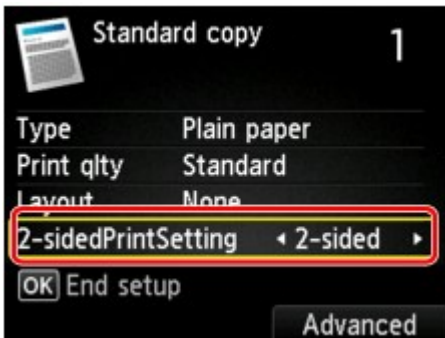 Standard copy 1
Type Plain paper
Print qlty Standard
Layout None
2-sidedPrintSetting 2-sided
OK End setup
Advanced